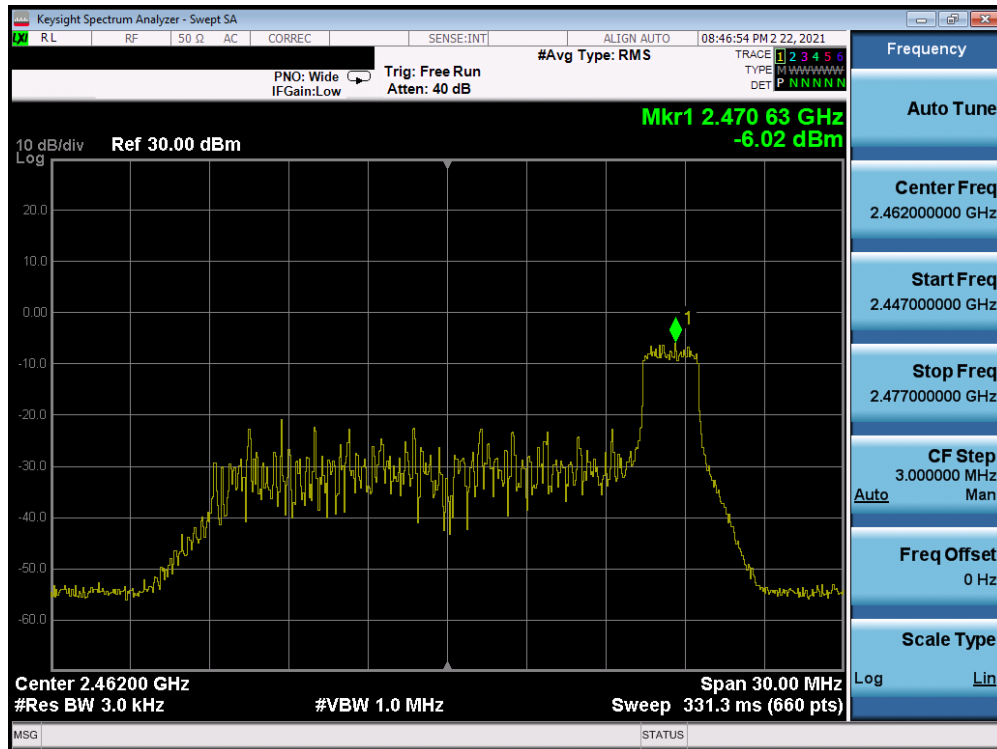 Keysight Spectrum Analyzer - Swept SA
LXI RL RF 50 Ω AC CORREC SENSE:INT ALIGN AUTO 08:46:54 PM 2 22, 2021
#Avg Type: RMS
TRACE 1 2 3 4 5 6
TYPE M W W W W W
DET P N N N N N
PNO: Wide
IFGain:Low
Trig: Free Run
Atten: 40 dB
Mkr1 2.470 63 GHz
-6.02 dBm
10 dB/div
Log
Ref 30.00 dBm
20.0
10.0
0.00
-10.0
-20.0
-30.0
-40.0
-50.0
-60.0
1
Center 2.46200 GHz
Span 30.00 MHz
#Res BW 3.0 kHz
#VBW 1.0 MHz
Sweep 331.3 ms (660 pts)
MSG
STATUS
Frequency
Auto Tune
Center Freq
2.462000000 GHz
Start Freq
2.447000000 GHz
Stop Freq
2.477000000 GHz
CF Step
3.000000 MHz
Auto Man
Freq Offset
0 Hz
Scale Type
Log Lin